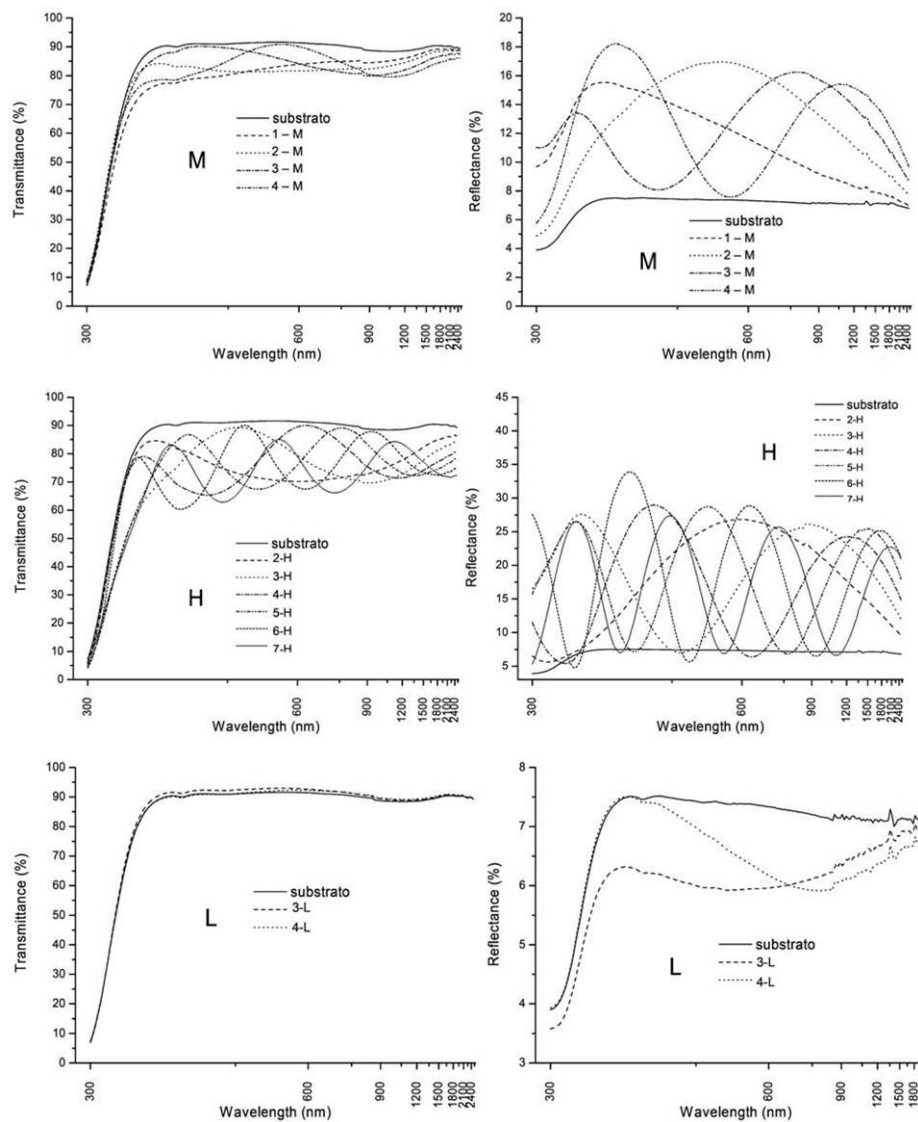 100
90
80
70
60
50
40
30
20
10
0
Transmittance (%)
substrato
1 – M
2 – M
3 – M
4 – M
M
300
600
900
1200
1500
1800
2100
2400
Wavelength (nm)
20
18
16
14
12
10
8
6
4
2
0
Reflectance (%)
substrato
1 – M
2 – M
3 – M
4 – M
M
300
600
900
1200
1500
1800
2100
2400
Wavelength (nm)
100
90
80
70
60
50
40
30
20
10
0
Transmittance (%)
substrato
2-H
3-H
4-H
5-H
6-H
7-H
H
300
600
900
1200
1500
1800
2100
2400
Wavelength (nm)
45
40
35
30
25
20
15
10
5
Reflectance (%)
substrato
2-H
3-H
4-H
5-H
6-H
7-H
H
300
600
900
1200
1500
1800
2100
2400
Wavelength (nm)
100
90
80
70
60
50
40
30
20
10
0
Transmittance (%)
substrato
3-L
4-L
L
300
600
900
1200
1500
1800
2100
2400
Wavelength (nm)
8
7
6
5
4
3
Reflectance (%)
substrato
3-L
4-L
L
300
600
900
1200
1500
1800
Wavelength (nm)